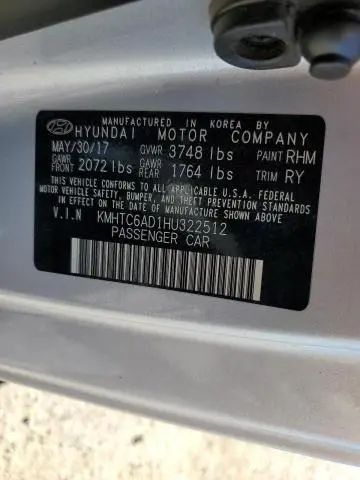 MANUFACTURED IN KOREA BY
HYUNDAI MOTOR COMPANY
MAY/30/17 GVWR 3748 lbs PAINT RHM
GAWR FRONT 2072 lbs GAWR REAR 1764 lbs TRIM RY
THIS VEHICLE CONFORMS TO ALL APPLICABLE U.S.A. FEDERAL
MOTOR VEHICLE SAFETY, BUMPER, AND THEFT PREVENTION
STANDARDS IN EFFECT ON THE DATE OF MANUFACTURE SHOWN ABOVE.
V.I.N KMHTC6AD1HU322512
PASSENGER CAR